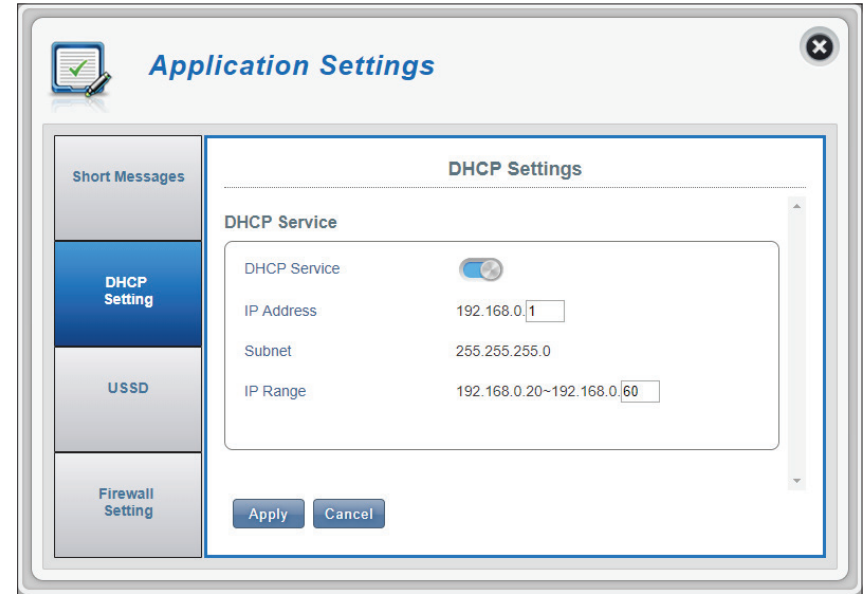 Application Settings
Short Messages
DHCP
Setting
USSD
Firewall
Setting
DHCP Settings
DHCP Service
DHCP Service
IP Address 192.168.0.1
Subnet 255.255.255.0
IP Range 192.168.0.20~192.168.0.60
Apply Cancel